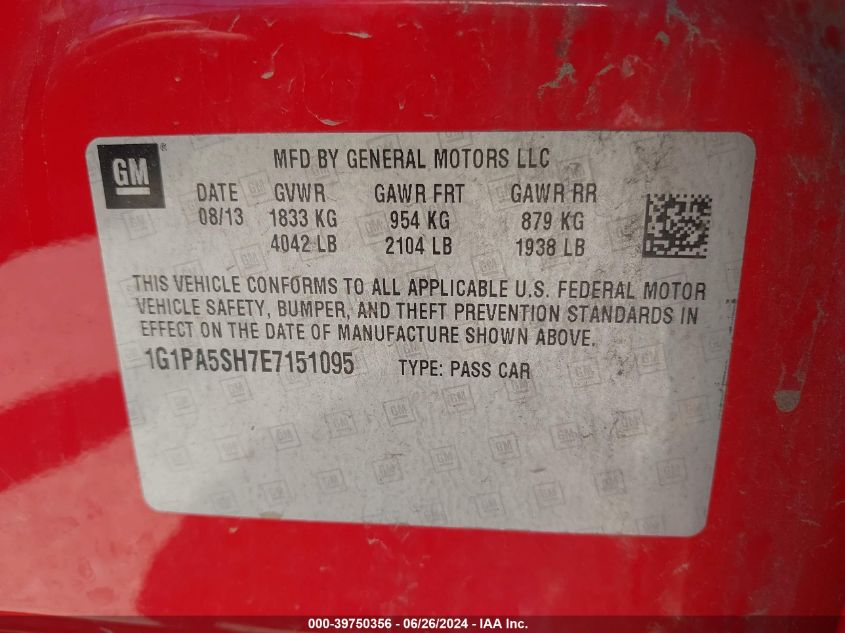 GM ®
MFD BY GENERAL MOTORS LLC
DATE GVWR GAWR FRT GAWR RR
08/13 1833 KG 954 KG 879 KG
4042 LB 2104 LB 1938 LB
THIS VEHICLE CONFORMS TO ALL APPLICABLE U.S. FEDERAL MOTOR
VEHICLE SAFETY, BUMPER, AND THEFT PREVENTION STANDARDS IN
EFFECT ON THE DATE OF MANUFACTURE SHOWN ABOVE.
1G1PA5SH7E7151095 TYPE: PASS CAR
000-39750356 - 06/26/2024 - IAA Inc.